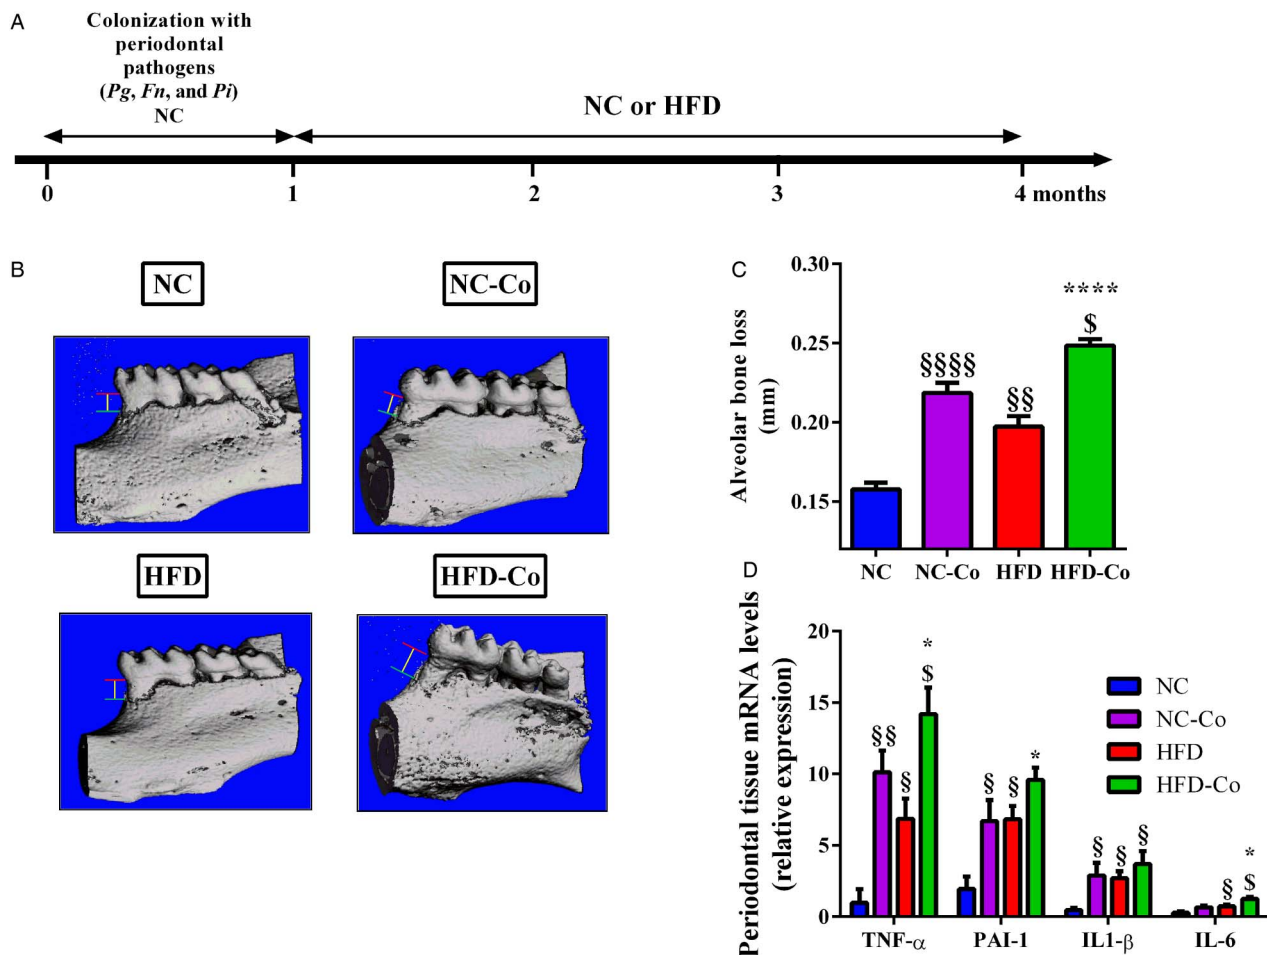 A
Colonization with
periodontal
pathogens
(Pg, Fn, and Pi)
NC
NC or HFD
0
1
2
3
4 months
B
NC
NC-Co
HFD
HFD-Co
C
Alveolar bone loss
(mm)
0.30
0.25
0.20
0.15
§§§§
§§
****
$
NC
NC-Co
HFD
HFD-Co
D
Periodontal tissue mRNA levels
(relative expression)
20
15
10
5
0
§§
§
*
$
§
§
*
§
§
§
§
*
$
TNF-α
PAI-1
IL1-β
IL-6
NC
NC-Co
HFD
HFD-Co